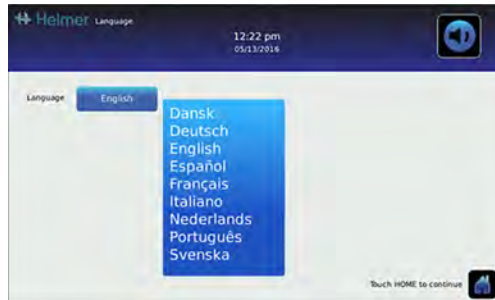 Helmer Language
12:22 pm
05/13/2016
Language English
Dansk
Deutsch
English
Español
Français
Italiano
Nederlands
Português
Svenska
Touch HOME to continue